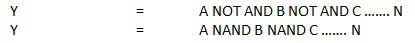 Y = A NOT AND B NOT AND C ....... N
Y = A NAND B NAND C ....... N